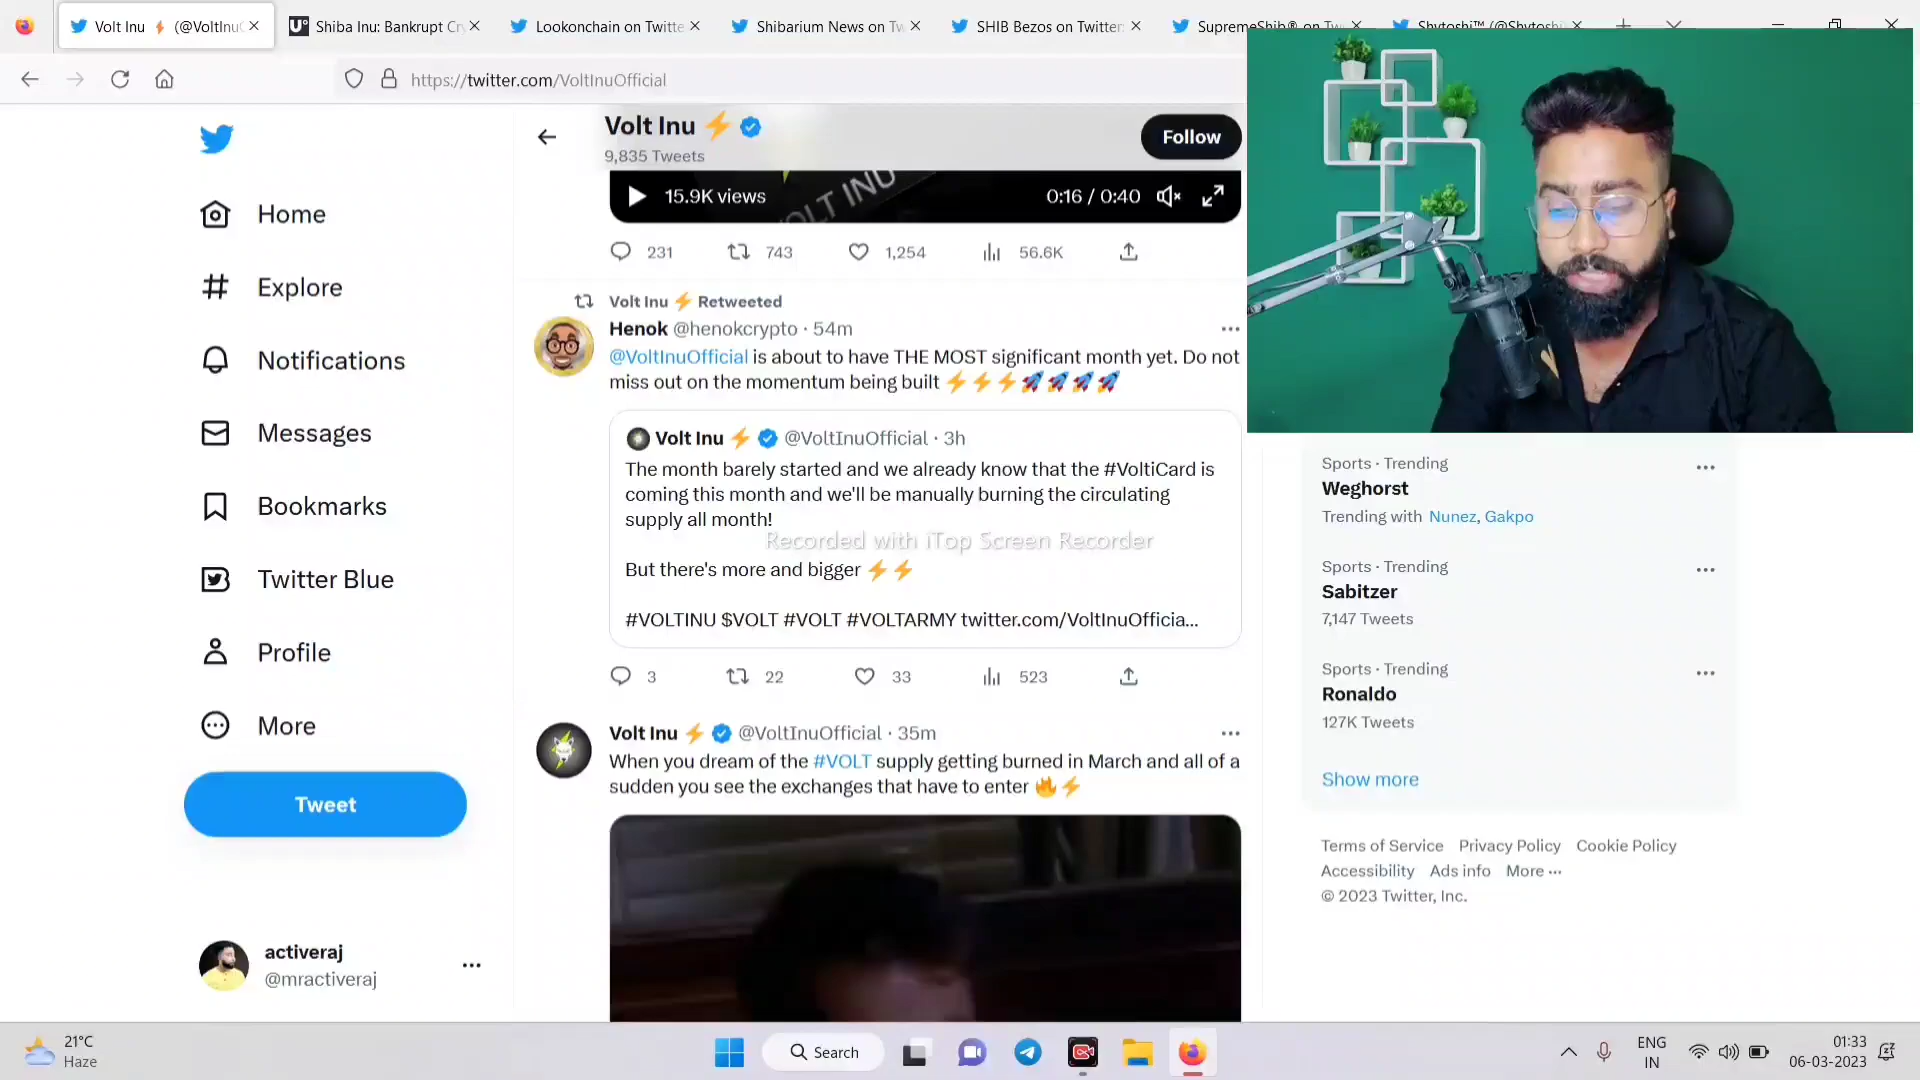 Volt Inu ⚡ (@VoltInuO
Shiba Inu: Bankrupt Cr
Lookonchain on Twitte
Shibarium News on Tw
SHIB Bezos on Twitter
SupremeShib® on Tw
Shytoshi™ (@Shytoshi
https://twitter.com/VoltInuOfficial
Volt Inu ⚡
9,835 Tweets
Follow
VOLT INU
15.9K views
0:16 / 0:40
231 743 1,254 56.6K
Home
Explore
Notifications
Messages
Bookmarks
Twitter Blue
Profile
More
Tweet
activeraj
@mractiveraj
Volt Inu ⚡ Retweeted
Henok @henokcrypto · 54m
@VoltInuOfficial is about to have THE MOST significant month yet. Do not
miss out on the momentum being built ⚡⚡⚡🚀🚀🚀🚀
Volt Inu ⚡ @VoltInuOfficial · 3h
The month barely started and we already know that the #VoltiCard is
coming this month and we'll be manually burning the circulating
supply all month!
Recorded with iTop Screen Recorder
But there's more and bigger ⚡⚡
#VOLTINU $VOLT #VOLT #VOLTARMY twitter.com/VoltInuOfficia...
3 22 33 523
Volt Inu ⚡ @VoltInuOfficial · 35m
When you dream of the #VOLT supply getting burned in March and all of a
sudden you see the exchanges that have to enter 🔥⚡
Sports · Trending
Weghorst
Trending with Nunez, Gakpo
Sports · Trending
Sabitzer
7,147 Tweets
Sports · Trending
Ronaldo
127K Tweets
Show more
Terms of Service Privacy Policy Cookie Policy
Accessibility Ads info More ···
© 2023 Twitter, Inc.
21°C
Haze
Search
ENG
IN
01:33
06-03-2023